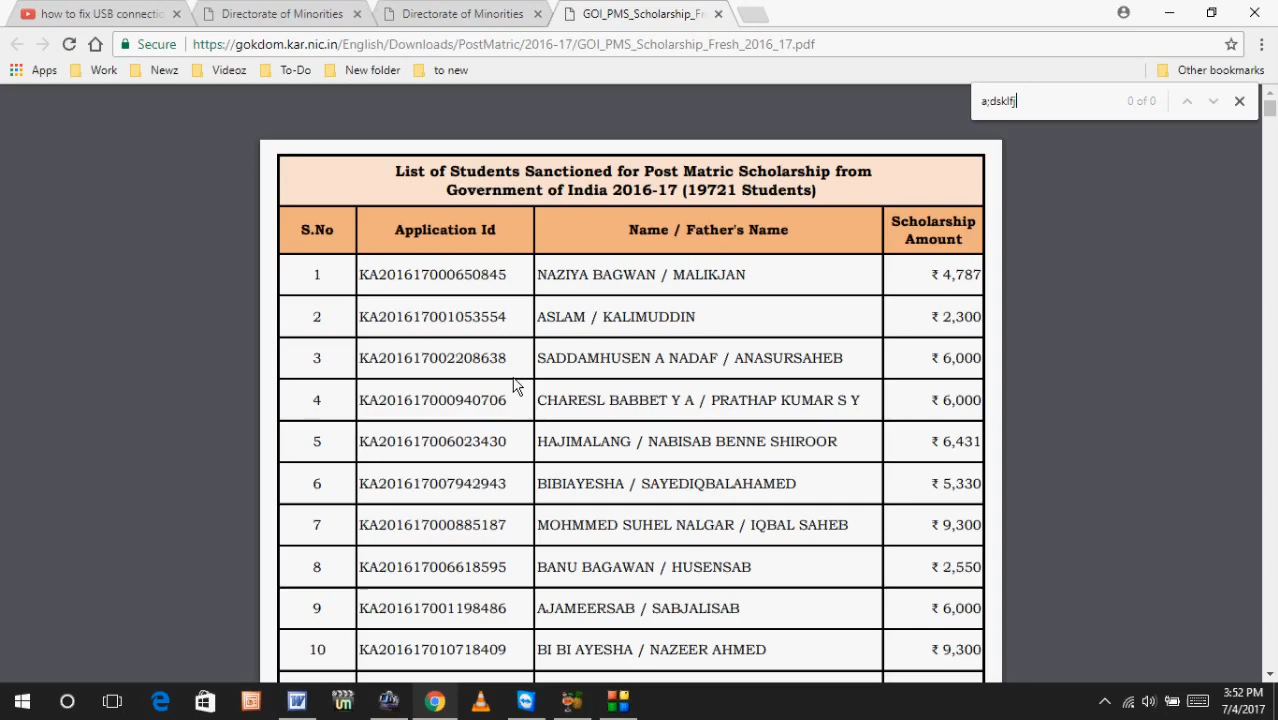 how to fix USB connectio
Directorate of Minorities
Directorate of Minorities
GOI_PMS_Scholarship_Fr
Secure
https://gokdom.kar.nic.in/English/Downloads/PostMatric/2016-17/GOI_PMS_Scholarship_Fresh_2016_17.pdf
Apps Work Newz Videoz To-Do New folder to new Other bookmarks
a;dsklfj 0 of 0
List of Students Sanctioned for Post Matric Scholarship from
Government of India 2016-17 (19721 Students)
S.No Application Id Name / Father's Name Scholarship Amount
1 KA201617000650845 NAZIYA BAGWAN / MALIKJAN ₹ 4,787
2 KA201617001053554 ASLAM / KALIMUDDIN ₹ 2,300
3 KA201617002208638 SADDAMHUSEN A NADAF / ANASURSAHEB ₹ 6,000
4 KA201617000940706 CHARESL BABBET Y A / PRATHAP KUMAR S Y ₹ 6,000
5 KA201617006023430 HAJIMALANG / NABISAB BENNE SHIROOR ₹ 6,431
6 KA201617007942943 BIBIAYESHA / SAYEDIQBALAHAMED ₹ 5,330
7 KA201617000885187 MOHMMED SUHEL NALGAR / IQBAL SAHEB ₹ 9,300
8 KA201617006618595 BANU BAGAWAN / HUSENSAB ₹ 2,550
9 KA201617001198486 AJAMEERSAB / SABJALISAB ₹ 6,000
10 KA201617010718409 BI BI AYESHA / NAZEER AHMED ₹ 9,300
3:52 PM
7/4/2017